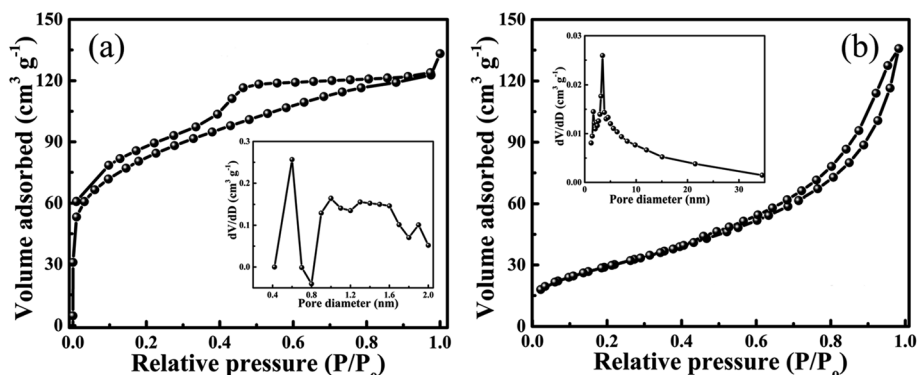 (a)
150
120
90
60
30
0
Volume adsorbed (cm³ g⁻¹)
0.0 0.2 0.4 0.6 0.8 1.0
Relative pressure (P/P₀)
0.3
0.2
0.1
0.0
dV/dD (cm³ g⁻¹)
0.4 0.8 1.2 1.6 2.0
Pore diameter (nm)
(b)
150
120
90
60
30
0
Volume adsorbed (cm³ g⁻¹)
0.0 0.2 0.4 0.6 0.8 1.0
Relative pressure (P/P₀)
0.03
0.02
0.01
0.00
dV/dD (cm³ g⁻¹)
0 10 20 30
Pore diameter (nm)